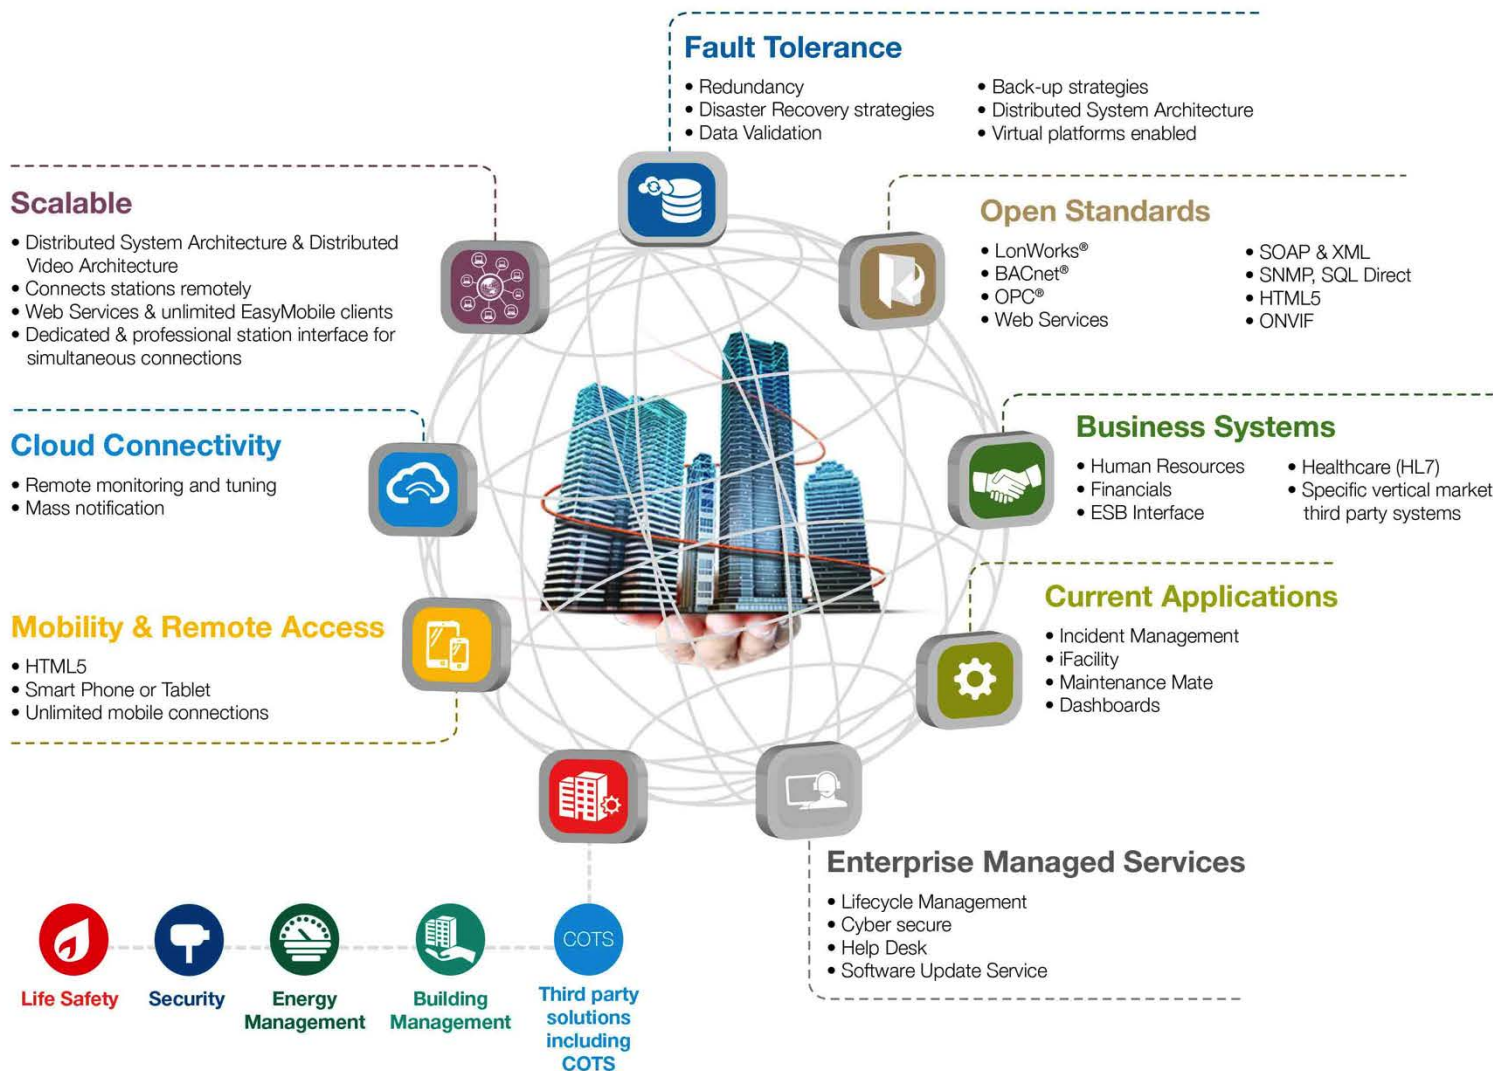 Fault Tolerance
• Redundancy
• Disaster Recovery strategies
• Data Validation
• Back-up strategies
• Distributed System Architecture
• Virtual platforms enabled
Scalable
• Distributed System Architecture & Distributed
Video Architecture
• Connects stations remotely
• Web Services & unlimited EasyMobile clients
• Dedicated & professional station interface for
simultaneous connections
Open Standards
• LonWorks®
• BACnet®
• OPC®
• Web Services
• SOAP & XML
• SNMP, SQL Direct
• HTML5
• ONVIF
Cloud Connectivity
• Remote monitoring and tuning
• Mass notification
Business Systems
• Human Resources
• Financials
• ESB Interface
• Healthcare (HL7)
• Specific vertical market
third party systems
Mobility & Remote Access
• HTML5
• Smart Phone or Tablet
• Unlimited mobile connections
Current Applications
• Incident Management
• iFacility
• Maintenance Mate
• Dashboards
Enterprise Managed Services
• Lifecycle Management
• Cyber secure
• Help Desk
• Software Update Service
Life Safety
Security
Energy
Management
Building
Management
COTS
Third party
solutions
including
COTS